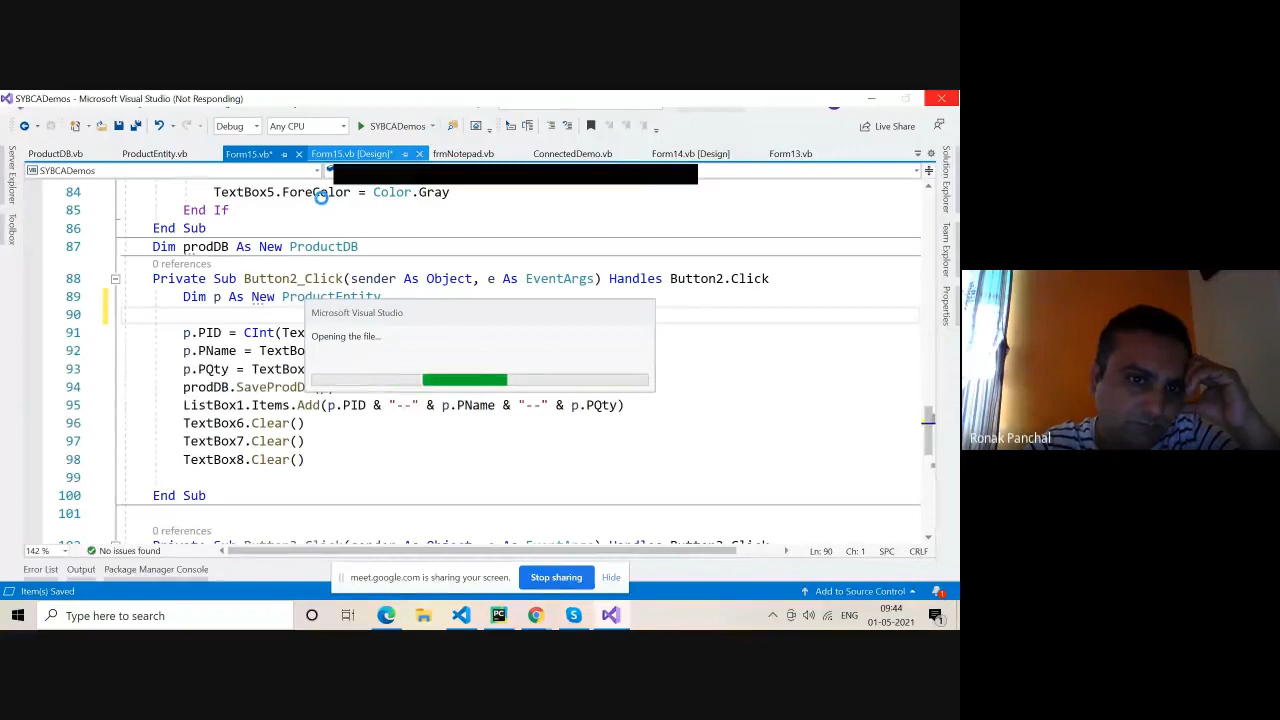 SYBCADemos - Microsoft Visual Studio (Not Responding)
Debug Any CPU SYBCADemos Live Share
ProductDB.vb ProductEntity.vb Form15.vb* Form15.vb [Design]* frmNotepad.vb ConnectedDemo.vb Form14.vb [Design] Form13.vb
SYBCADemos
Server Explorer
Toolbox
Solution Explorer
Team Explorer
Properties
84 TextBox5.ForeColor = Color.Gray
85 End If
86 End Sub
87 Dim prodDB As New ProductDB
0 references
88 Private Sub Button2_Click(sender As Object, e As EventArgs) Handles Button2.Click
89 Dim p As New ProductEntity
90
91 p.PID = CInt(Tex
92 p.PName = TextBo
93 p.PQty = TextBo
94 prodDB.SaveProdD
95 ListBox1.Items.Add(p.PID & "--" & p.PName & "--" & p.PQty)
96 TextBox6.Clear()
97 TextBox7.Clear()
98 TextBox8.Clear()
99
100 End Sub
101
0 references
Microsoft Visual Studio
Opening the file...
142 % No issues found Ln: 90 Ch: 1 SPC CRLF
Error List Output Package Manager Console
meet.google.com is sharing your screen. Stop sharing Hide
Item(s) Saved Add to Source Control 1
Type here to search PC ENG 09:44
01-05-2021 1
Ronak Panchal